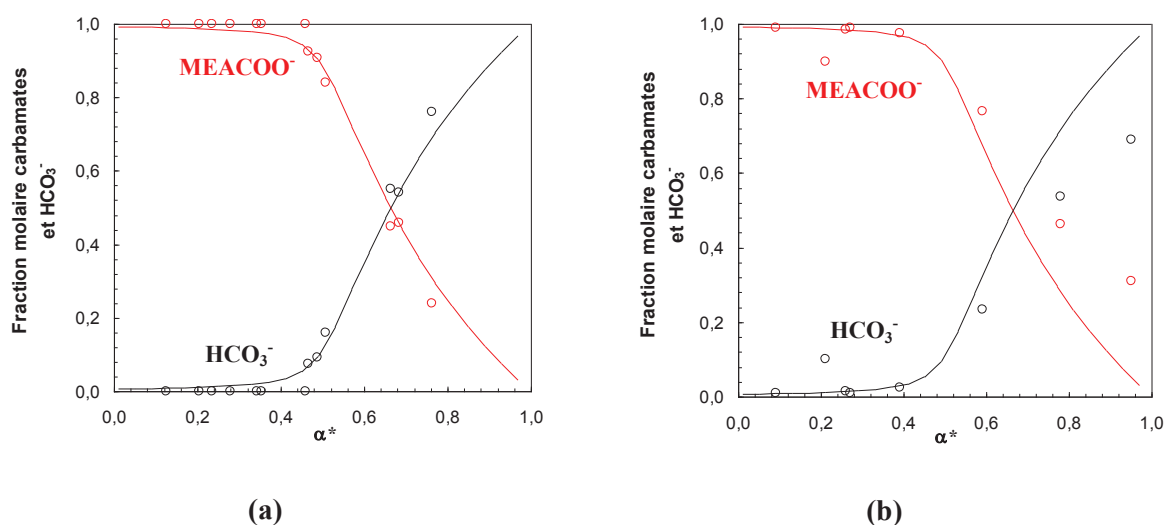 Fraction molaire carbamates
et HCO₃⁻
1,0
0,8
0,6
0,4
0,2
0,0
MEACOO⁻
HCO₃⁻
0,0 0,2 0,4 0,6 0,8 1,0
α*
(a)
Fraction molaire carbamates
et HCO₃⁻
1,0
0,8
0,6
0,4
0,2
0,0
MEACOO⁻
HCO₃⁻
0,0 0,2 0,4 0,6 0,8 1,0
α*
(b)